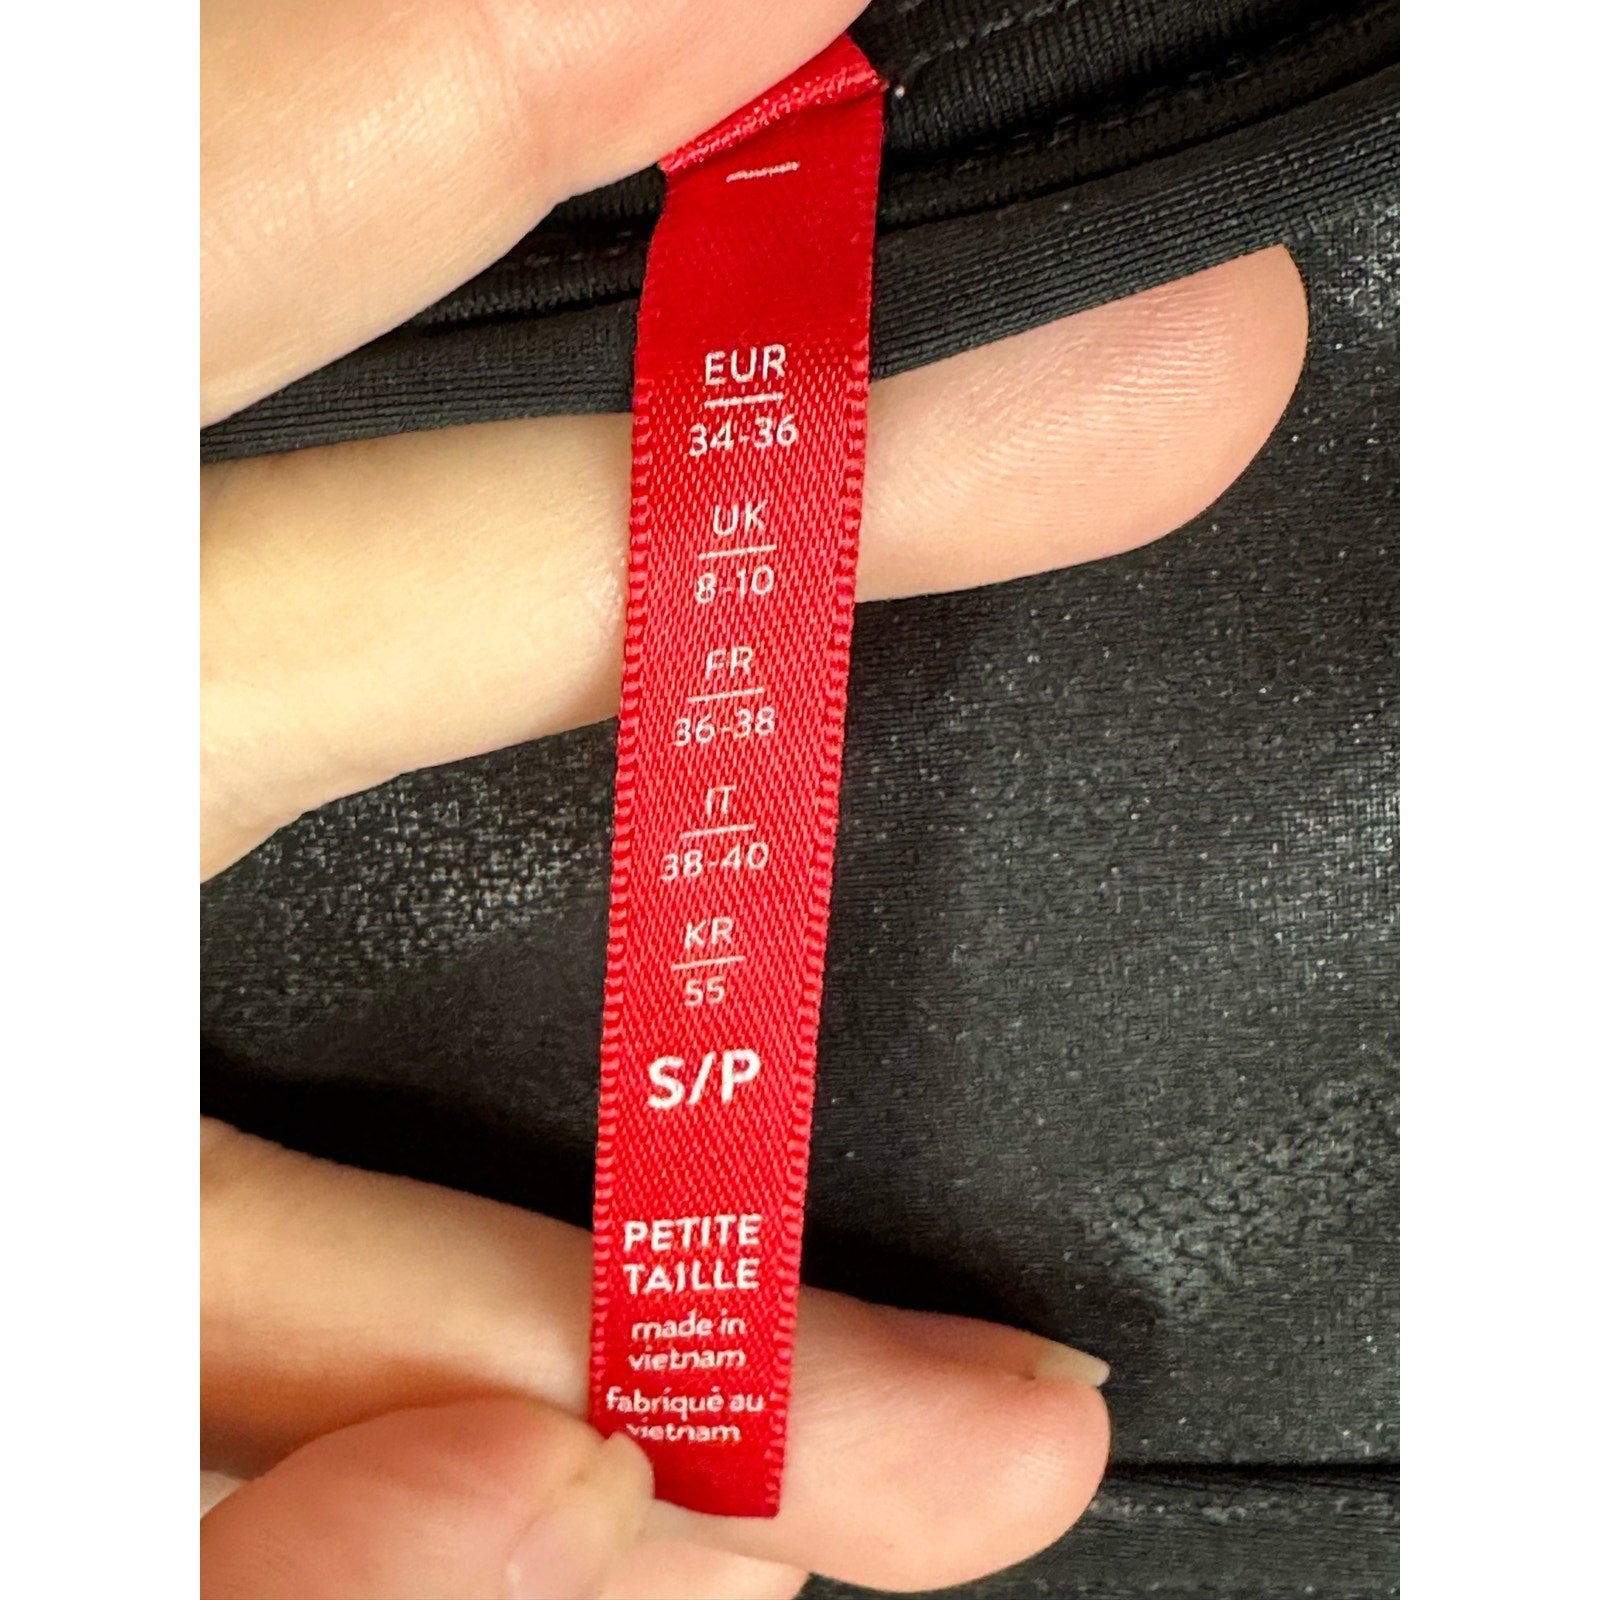 EUR
34-36
UK
8-10
FR
36-38
IT
38-40
KR
55
S/P
PETITE
TAILLE
made in
vietnam
fabriqué au
vietnam